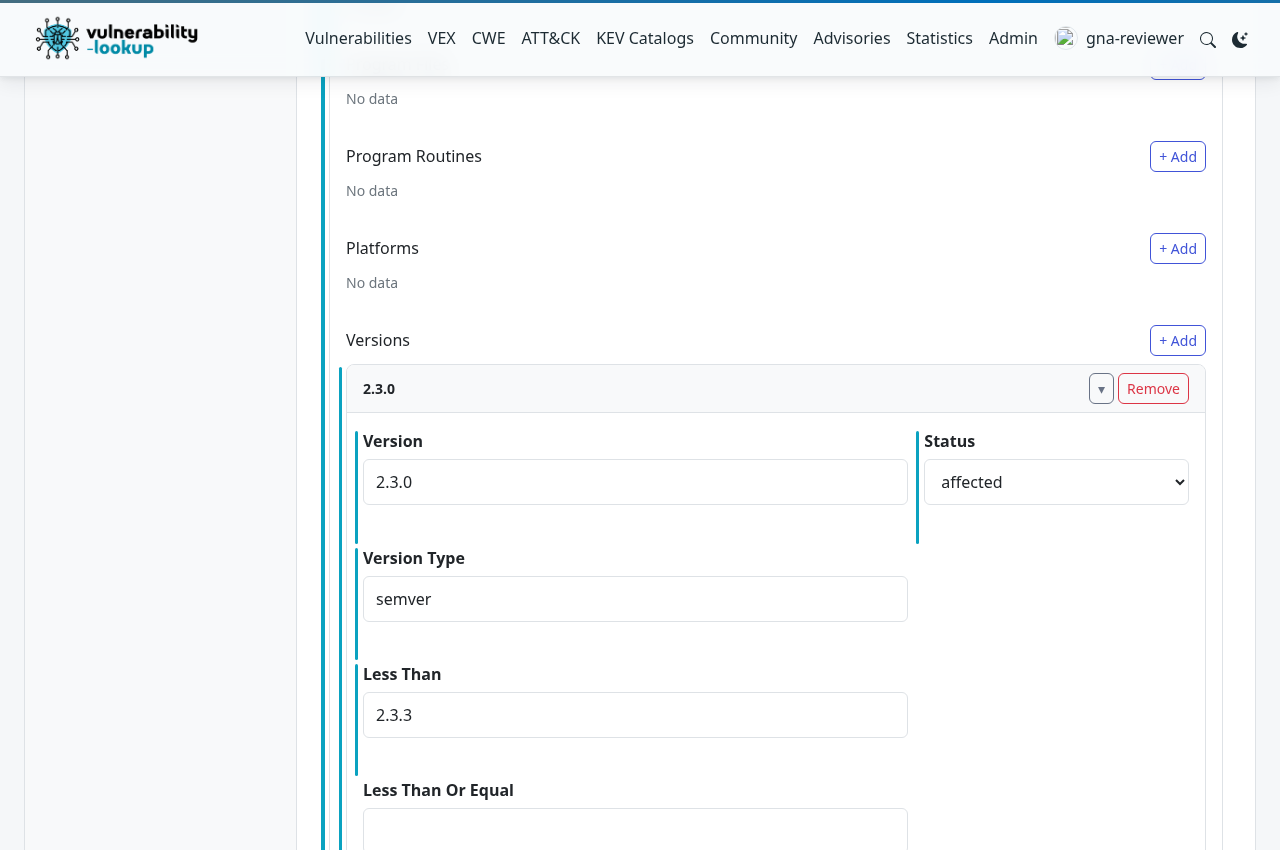 vulnerability
-lookup
Vulnerabilities VEX CWE ATT&CK KEV Catalogs Community Advisories Statistics Admin gna-reviewer
No data
Program Routines + Add
No data
Platforms + Add
No data
Versions + Add
2.3.0 ▾ Remove
Version Status
2.3.0 affected
Version Type
semver
Less Than
2.3.3
Less Than Or Equal